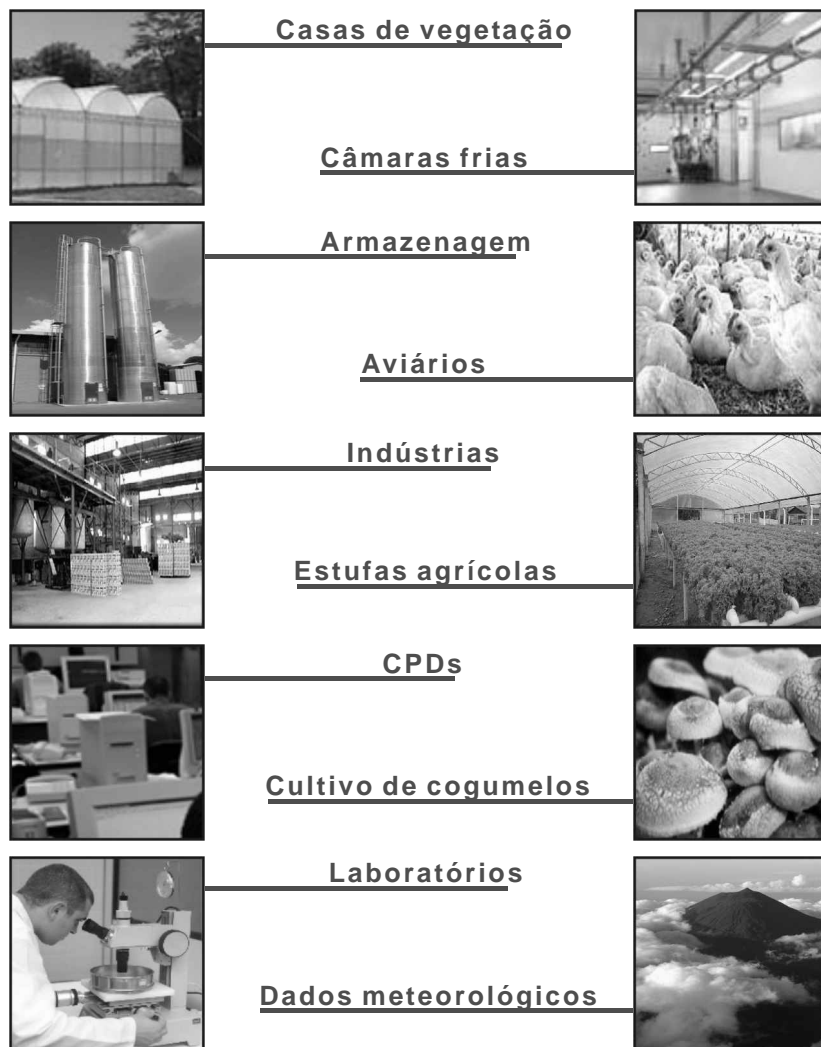 Casas de vegetação
Câmaras frias
Armazenagem
Aviários
Indústrias
Estufas agrícolas
CPDs
Cultivo de cogumelos
Laboratórios
Dados meteorológicos